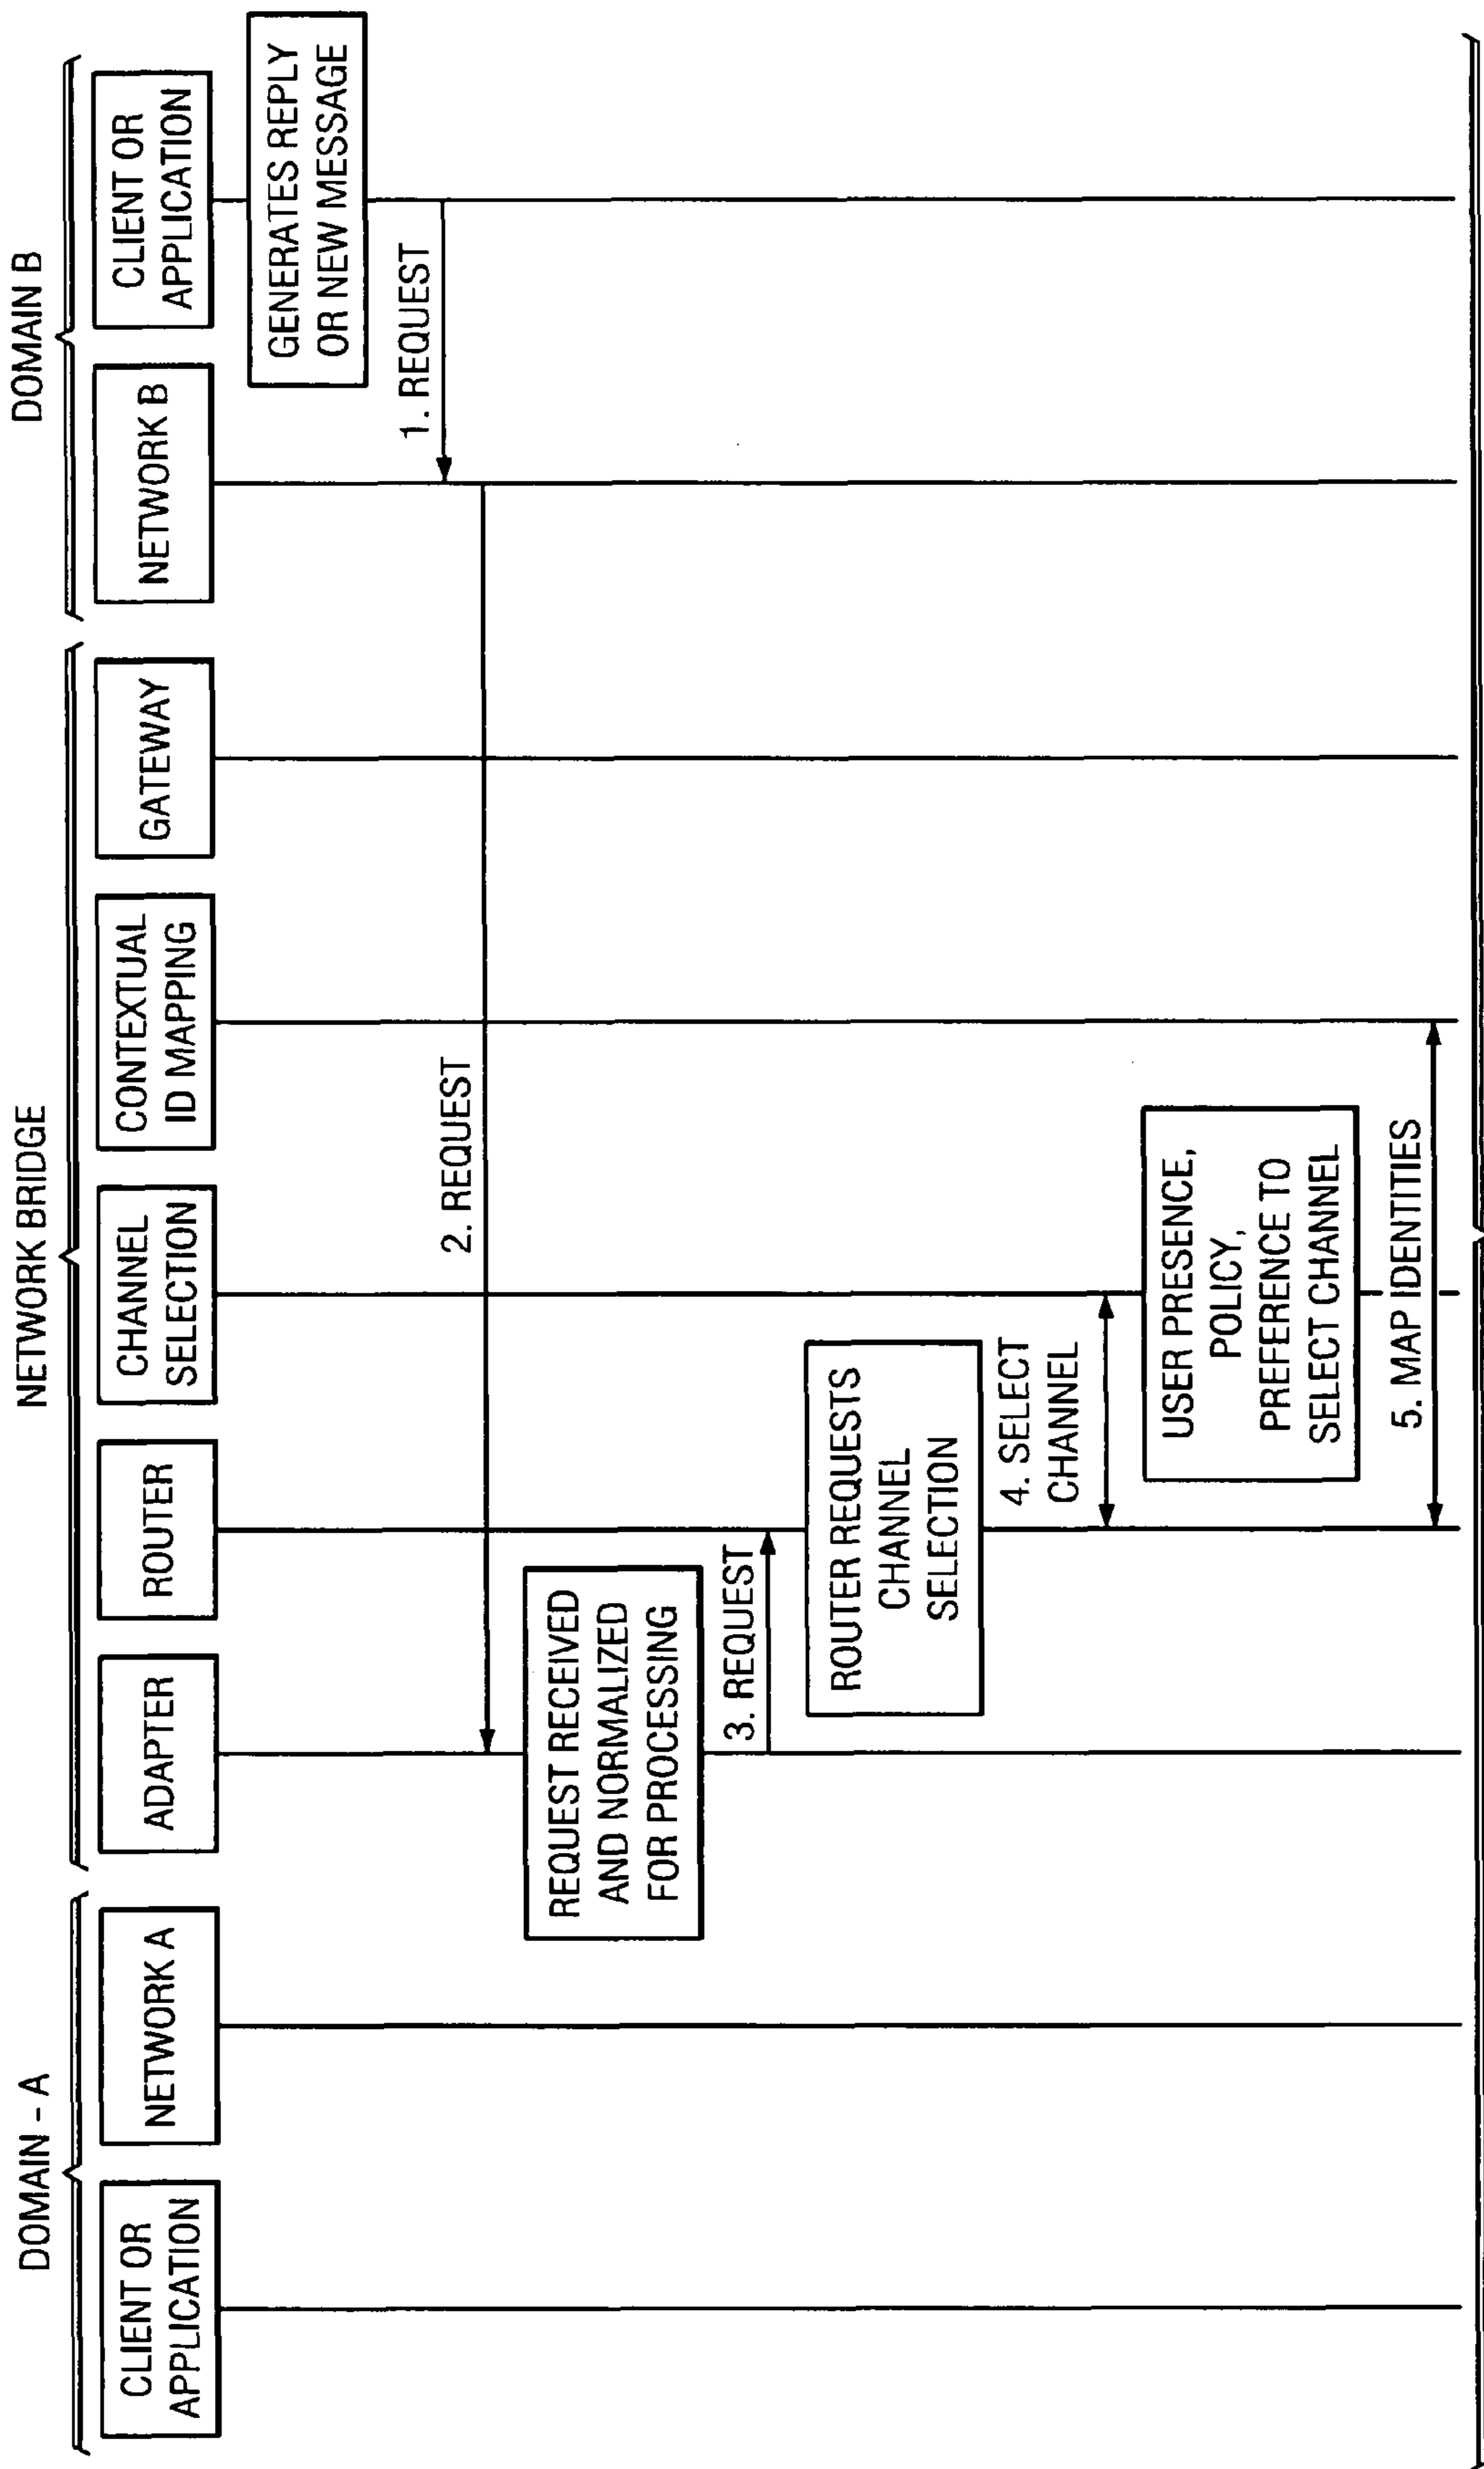 DOMAIN - A
NETWORK BRIDGE
DOMAIN B
CLIENT OR
APPLICATION
NETWORK A
ADAPTER
ROUTER
CHANNEL
SELECTION
CONTEXTUAL
ID MAPPING
GATEWAY
NETWORK B
CLIENT OR
APPLICATION
GENERATES REPLY
OR NEW MESSAGE
1. REQUEST
2. REQUEST
REQUEST RECEIVED
AND NORMALIZED
FOR PROCESSING
3. REQUEST
ROUTER REQUESTS
CHANNEL
SELECTION
4. SELECT
CHANNEL
USER PRESENCE,
POLICY,
PREFERENCE TO
SELECT CHANNEL
5. MAP IDENTITIES